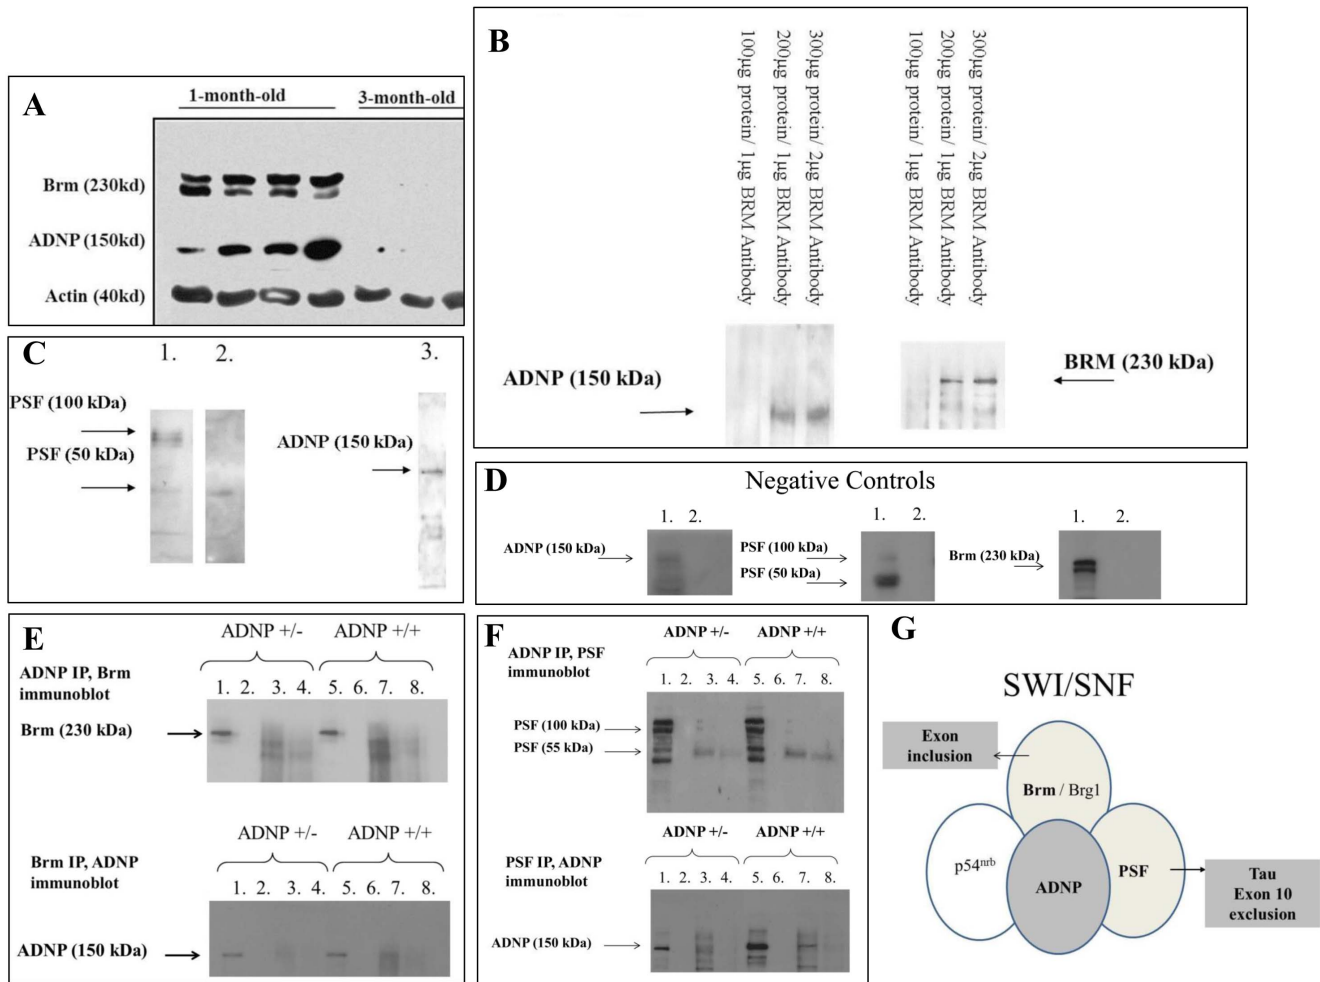 A
1-month-old
3-month-old
Brm (230kd)
ADNP (150kd)
Actin (40kd)
B
100µg protein/ 1µg BRM Antibody
200µg protein/ 1µg BRM Antibody
300µg protein/ 2µg BRM Antibody
100µg protein/ 1µg BRM Antibody
200µg protein/ 1µg BRM Antibody
300µg protein/ 2µg BRM Antibody
ADNP (150 kDa)
BRM (230 kDa)
C
1. 2. 3.
PSF (100 kDa)
PSF (50 kDa)
ADNP (150 kDa)
D
Negative Controls
1. 2. 1. 2. 1. 2.
ADNP (150 kDa)
PSF (100 kDa)
PSF (50 kDa)
Brm (230 kDa)
E
ADNP +/- ADNP +/+
ADNP IP, Brm
immunoblot
1. 2. 3. 4. 5. 6. 7. 8.
Brm (230 kDa)
ADNP +/- ADNP +/+
Brm IP, ADNP
immunoblot
1. 2. 3. 4. 5. 6. 7. 8.
ADNP (150 kDa)
F
ADNP +/- ADNP +/+
ADNP IP, PSF
immunoblot
1. 2. 3. 4. 5. 6. 7. 8.
PSF (100 kDa)
PSF (55 kDa)
ADNP +/- ADNP +/+
PSF IP, ADNP
immunoblot
1. 2. 3. 4. 5. 6. 7. 8.
ADNP (150 kDa)
G
SWI/SNF
Exon
inclusion
Brm / Brg1
p54nrb
ADNP
PSF
Tau
Exon 10
exclusion